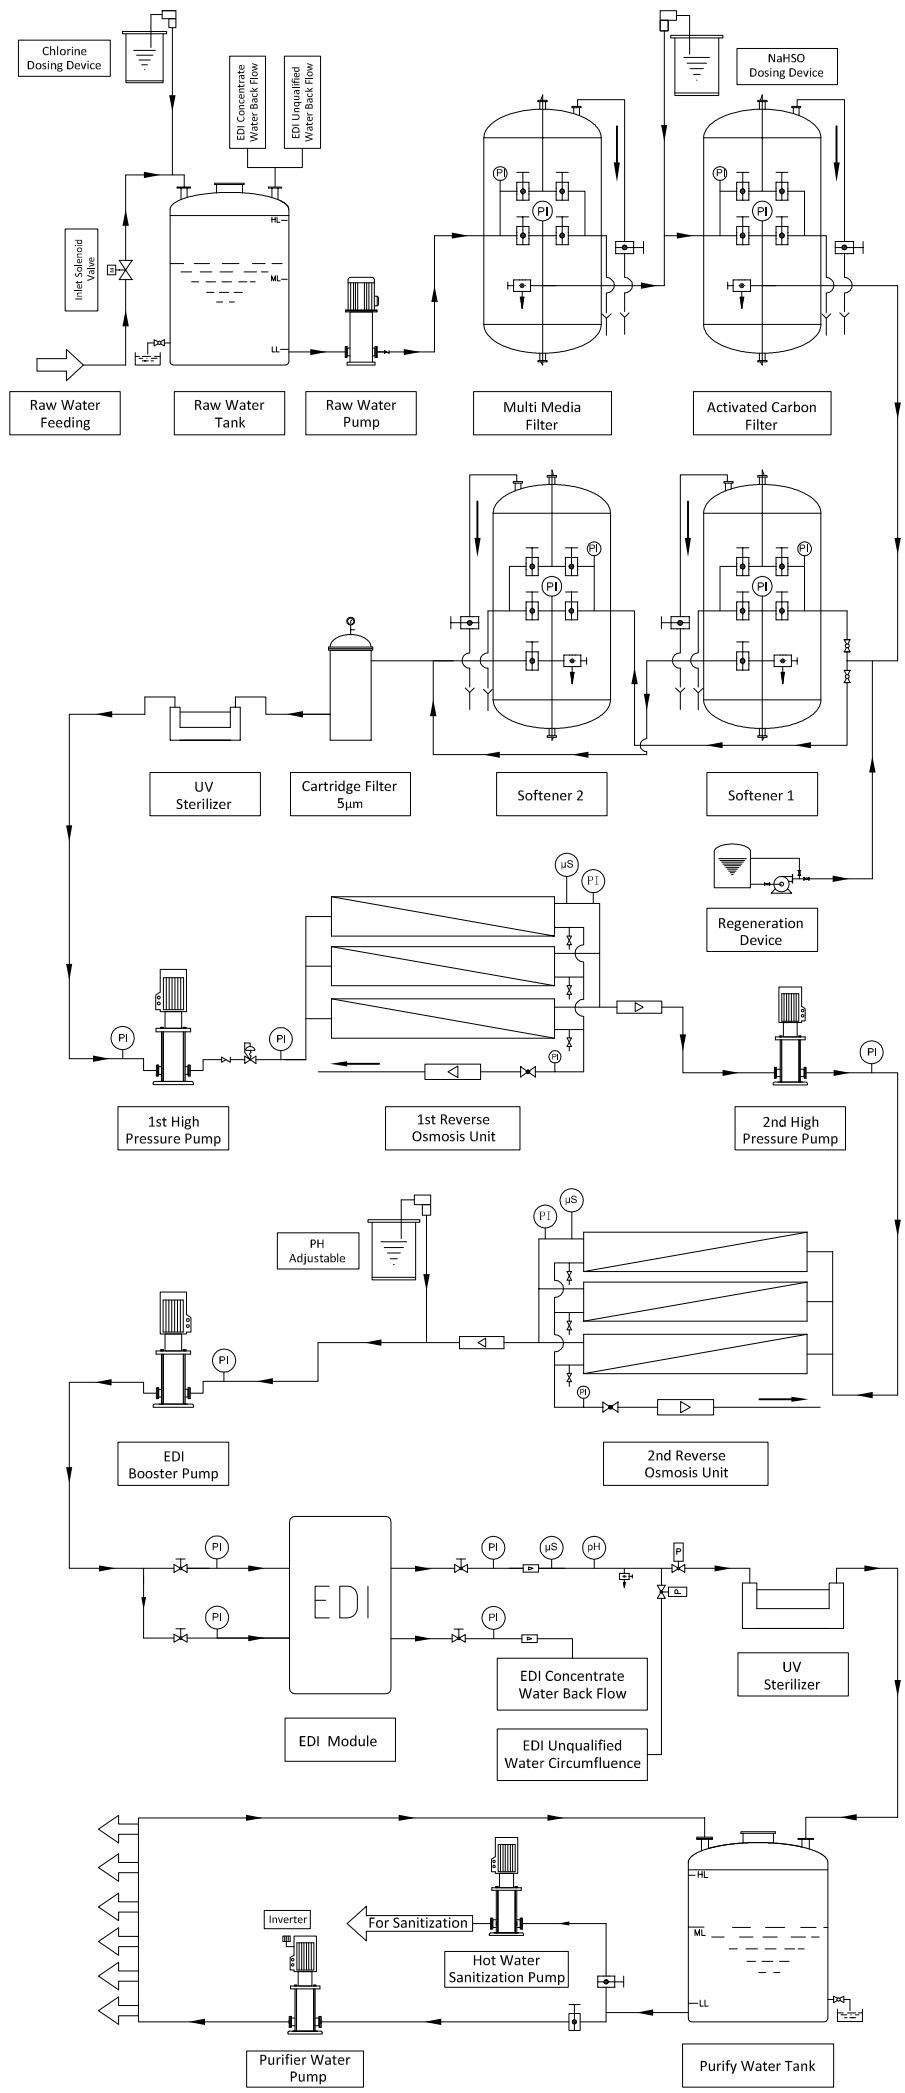 Chlorine
Dosing Device
EDI Concentrate
Water Back Flow
EDI Unqualified
Water Back Flow
NaHSO
Dosing Device
PI
PI
PI
PI
HL
ML
LL
Inlet Solenoid
Valve
M
Raw Water
Feeding
Raw Water
Tank
Raw Water
Pump
Multi Media
Filter
Activated Carbon
Filter
PI
PI
PI
PI
UV
Sterilizer
Cartridge Filter
5μm
Softener 2
Softener 1
Regeneration
Device
μS
PI
PI
PI
PI
PI
1st High
Pressure Pump
1st Reverse
Osmosis Unit
2nd High
Pressure Pump
PH
Adjustable
PI
μS
PI
PI
EDI
Booster Pump
2nd Reverse
Osmosis Unit
PI
PI
μS
pH
P
EDI
P
PI
PI
EDI Concentrate
Water Back Flow
UV
Sterilizer
EDI Module
EDI Unqualified
Water Circumfluence
HL
ML
LL
For Sanitization
Inverter
Hot Water
Sanitization Pump
Purifier Water
Pump
Purify Water Tank